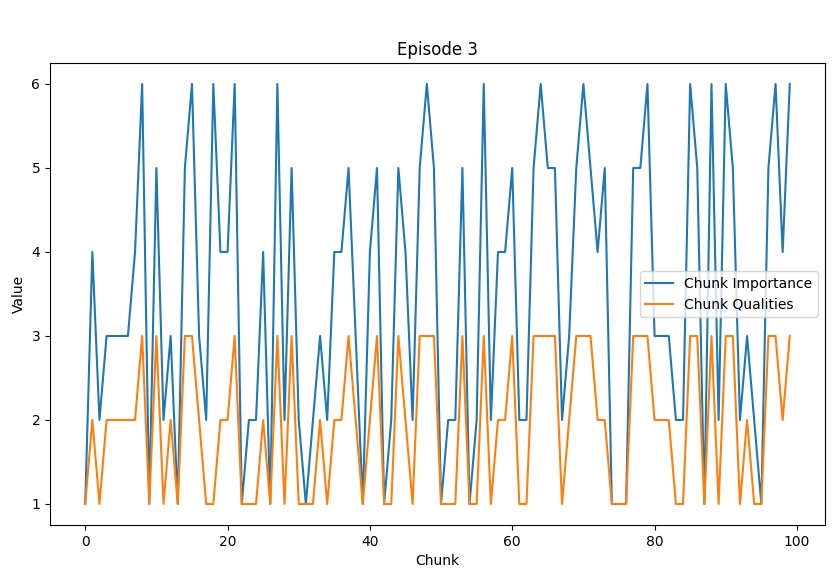 Episode 3
Value
6
5
4
3
2
1
Chunk Importance
Chunk Qualities
0 20 40 60 80 100
Chunk